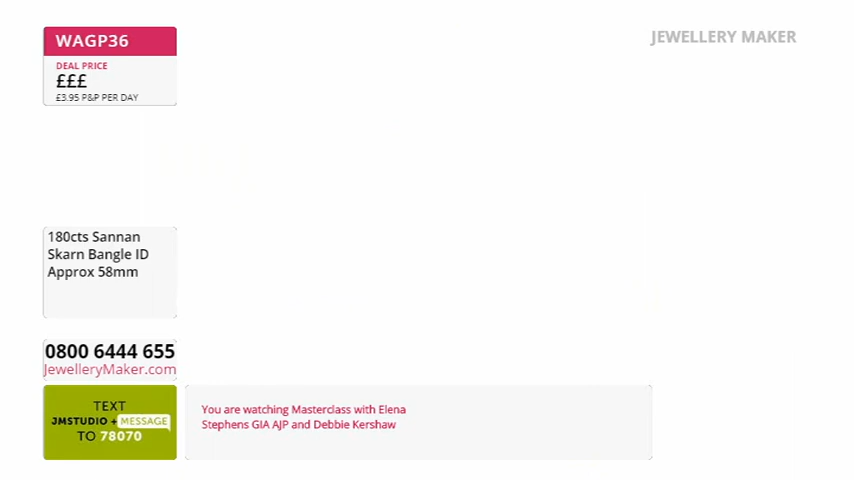 WAGP36
JEWELLERY MAKER
DEAL PRICE
£££
£3.95 P&P PER DAY
180cts Sannan
Skarn Bangle ID
Approx 58mm
0800 6444 655
JewelleryMaker.com
TEXT
JMSTUDIO + MESSAGE
TO 78070
You are watching Masterclass with Elena
Stephens GIA AJP and Debbie Kershaw